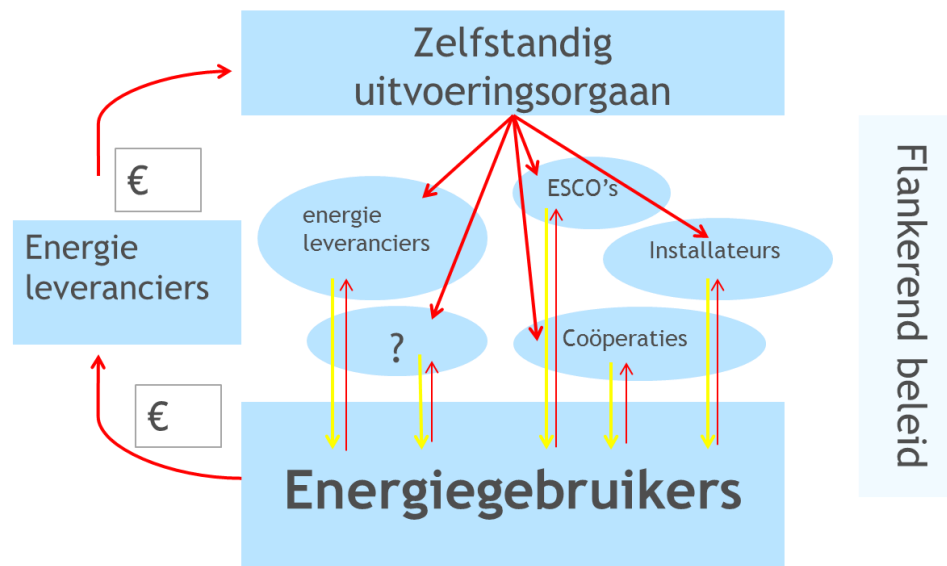 Zelfstandig
uitvoeringsorgaan
€
Energie
leveranciers
€
energie
leveranciers
ESCO’s
Installateurs
?
Coöperaties
Energiegebruikers
Flankerend beleid